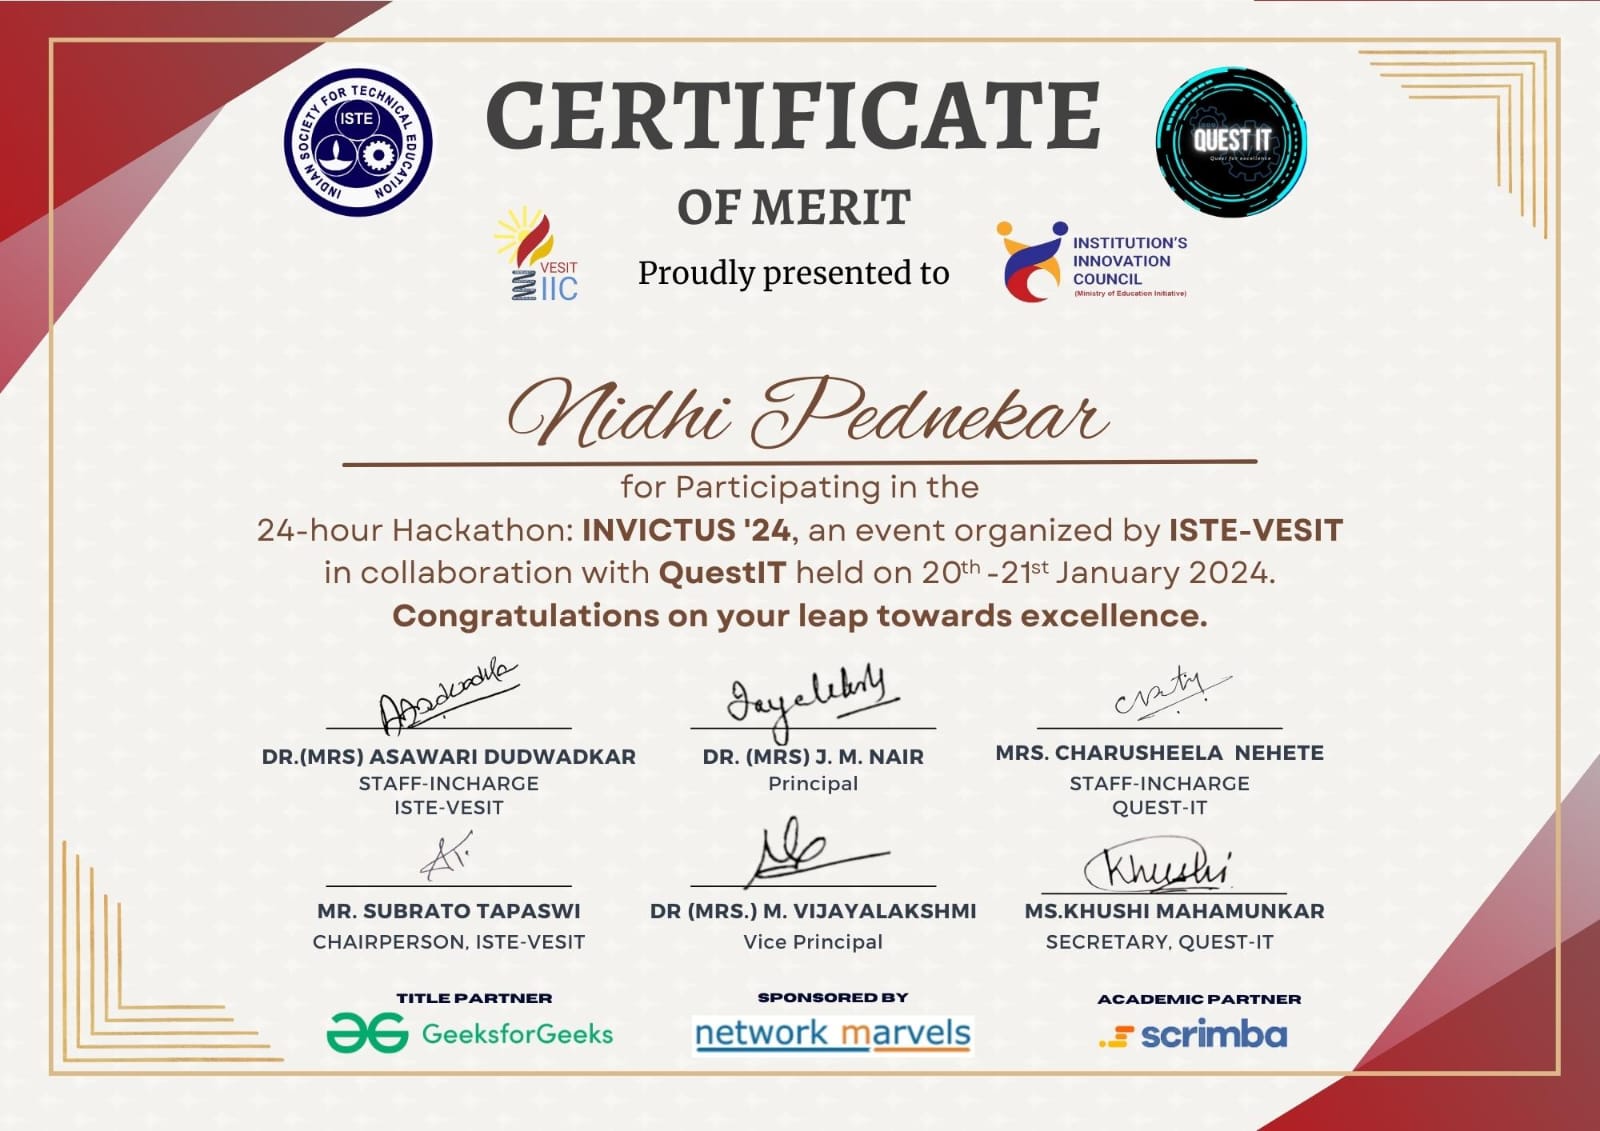 INDIAN SOCIETY FOR TECHNICAL EDUCATION
ISTE
CERTIFICATE
OF MERIT
QUEST IT
Quest for excellence
VESIT
IIC
Proudly presented to
INSTITUTION'S
INNOVATION
COUNCIL
(Ministry of Education Initiative)
Nidhi Pednekar
for Participating in the
24-hour Hackathon: INVICTUS '24, an event organized by ISTE-VESIT
in collaboration with QuestIT held on 20th -21st January 2024.
Congratulations on your leap towards excellence.
DR.(MRS) ASAWARI DUDWADKAR
STAFF-INCHARGE
ISTE-VESIT
DR. (MRS) J. M. NAIR
Principal
MRS. CHARUSHEELA NEHETE
STAFF-INCHARGE
QUEST-IT
Khushi
MR. SUBRATO TAPASWI
CHAIRPERSON, ISTE-VESIT
DR (MRS.) M. VIJAYALAKSHMI
Vice Principal
MS.KHUSHI MAHAMUNKAR
SECRETARY, QUEST-IT
TITLE PARTNER
GeeksforGeeks
SPONSORED BY
network marvels
ACADEMIC PARTNER
scrimba